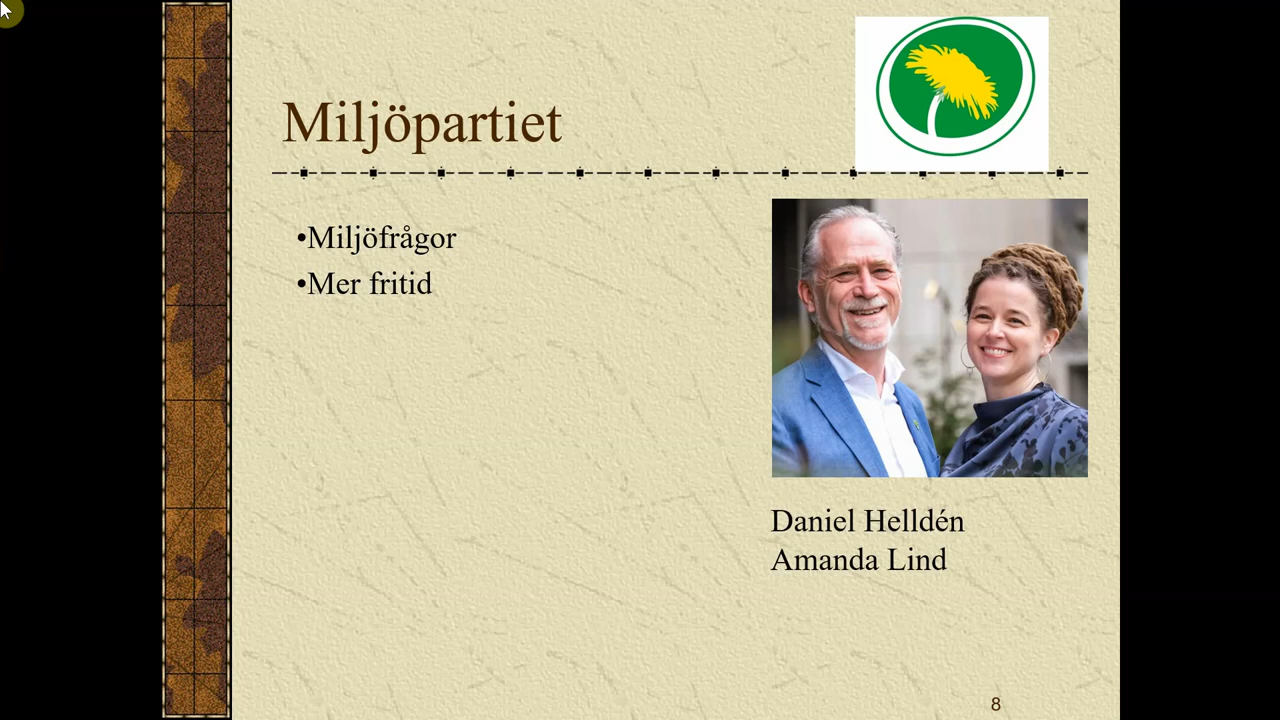 Miljöpartiet
•Miljöfrågor
•Mer fritid
Daniel Helldén
Amanda Lind
8